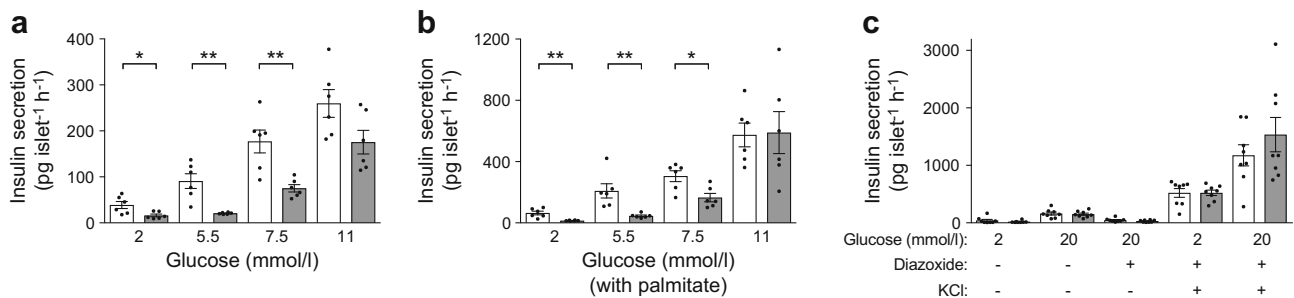 a
400
300
200
100
0
Insulin secretion
(pg islet⁻¹ h⁻¹)
* ** **
2 5.5 7.5 11
Glucose (mmol/l)
b
1200
800
400
0
Insulin secretion
(pg islet⁻¹ h⁻¹)
** ** *
2 5.5 7.5 11
Glucose (mmol/l)
(with palmitate)
c
3000
2000
1000
0
Insulin secretion
(pg islet⁻¹ h⁻¹)
Glucose (mmol/l): 2 20 20 2 20
Diazoxide: - - + + +
KCl: - - - + +